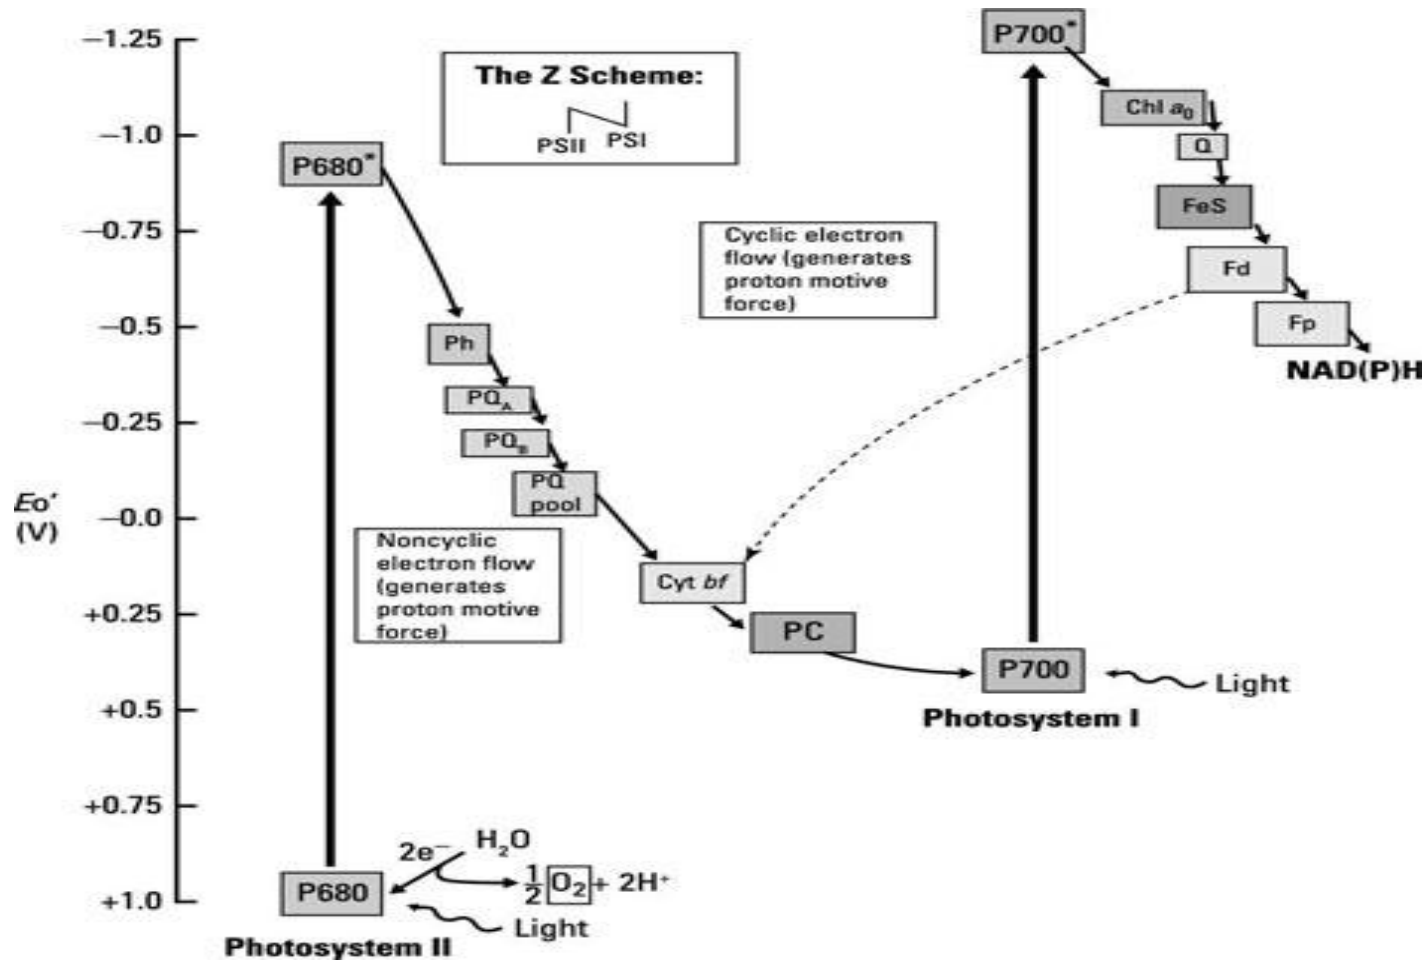 −1.25
−1.0
−0.75
−0.5
−0.25
−0.0
+0.25
+0.5
+0.75
+1.0
Eo′
(V)
The Z Scheme:
PSII PSI
P680*
Ph
PQA
PQB
PQ
pool
Noncyclic
electron flow
(generates
proton motive
force)
Cyt bf
PC
Cyclic electron
flow (generates
proton motive
force)
P700*
Chl a0
Q
FeS
Fd
Fp
NAD(P)H
P700
Light
Photosystem I
2e− H2O
1/2 O2 + 2H+
P680
Light
Photosystem II